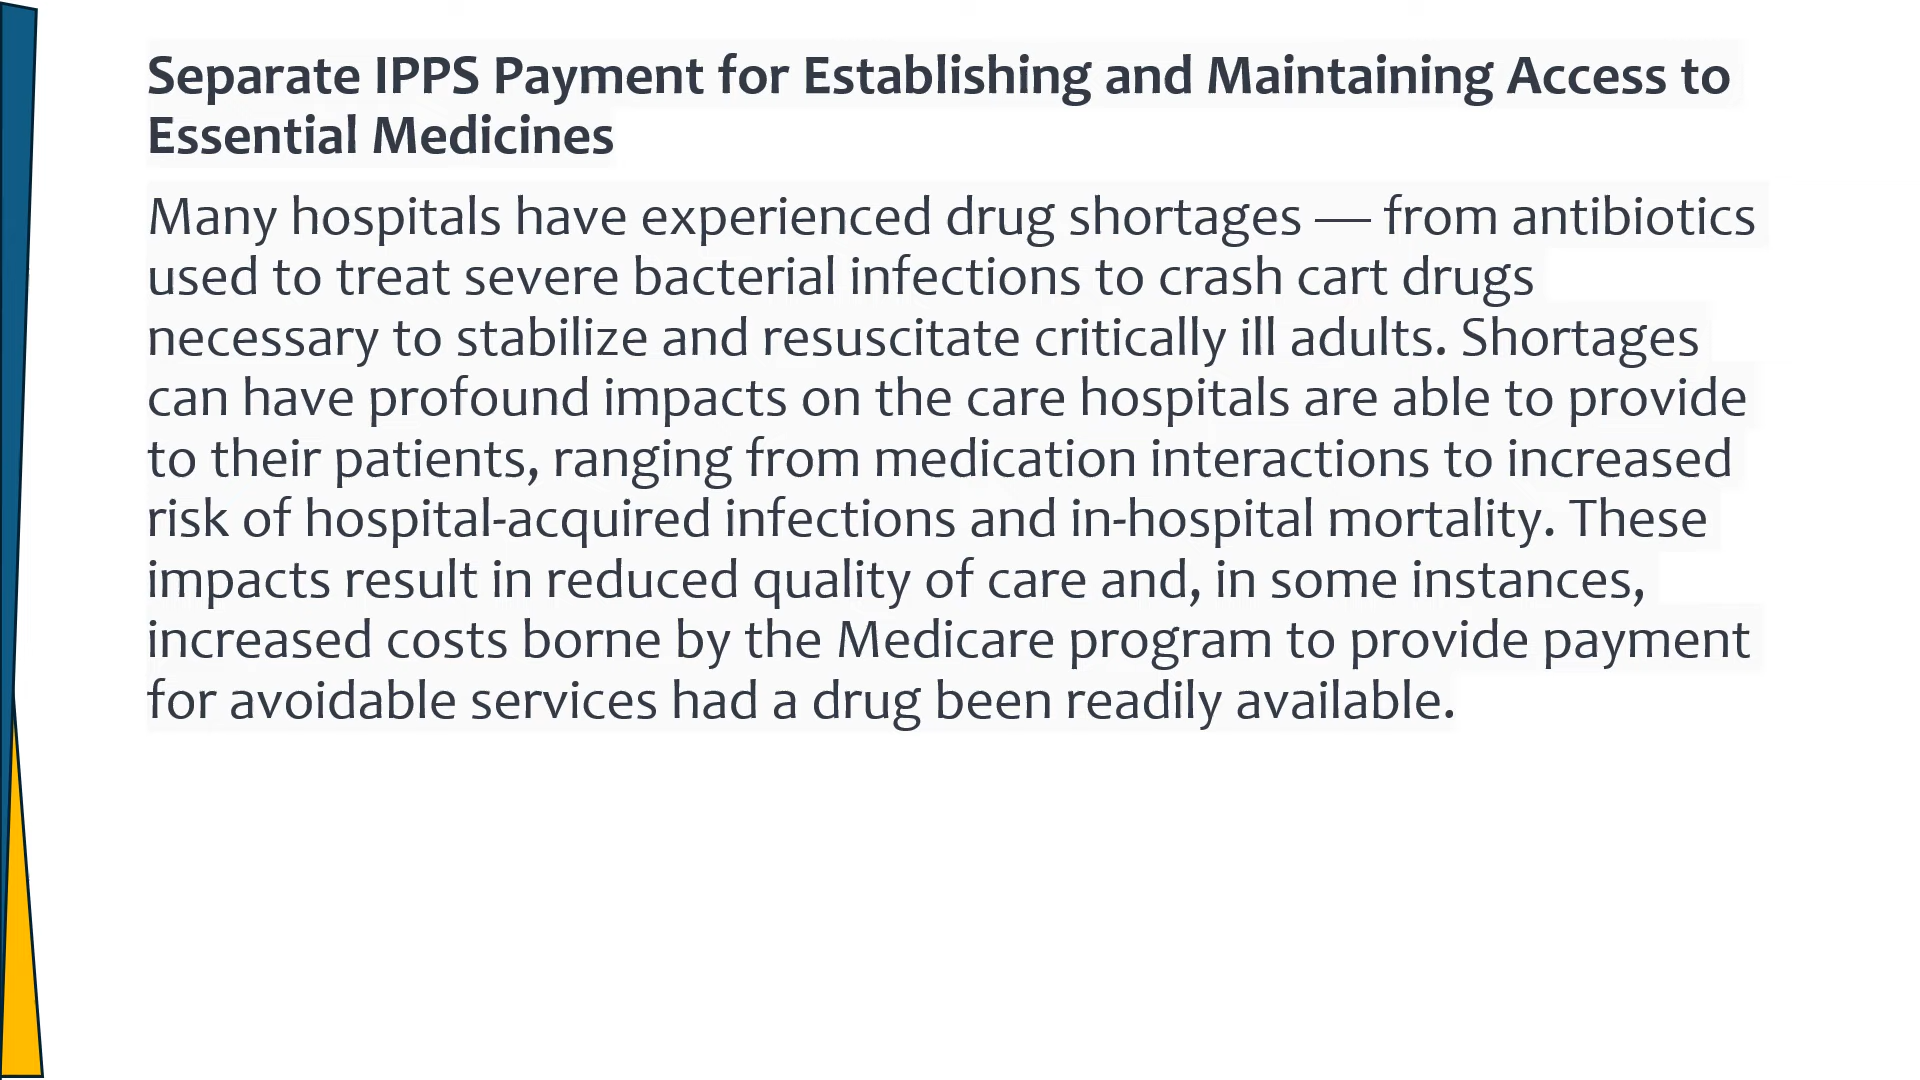 Separate IPPS Payment for Establishing and Maintaining Access to
Essential Medicines
Many hospitals have experienced drug shortages — from antibiotics
used to treat severe bacterial infections to crash cart drugs
necessary to stabilize and resuscitate critically ill adults. Shortages
can have profound impacts on the care hospitals are able to provide
to their patients, ranging from medication interactions to increased
risk of hospital-acquired infections and in-hospital mortality. These
impacts result in reduced quality of care and, in some instances,
increased costs borne by the Medicare program to provide payment
for avoidable services had a drug been readily available.